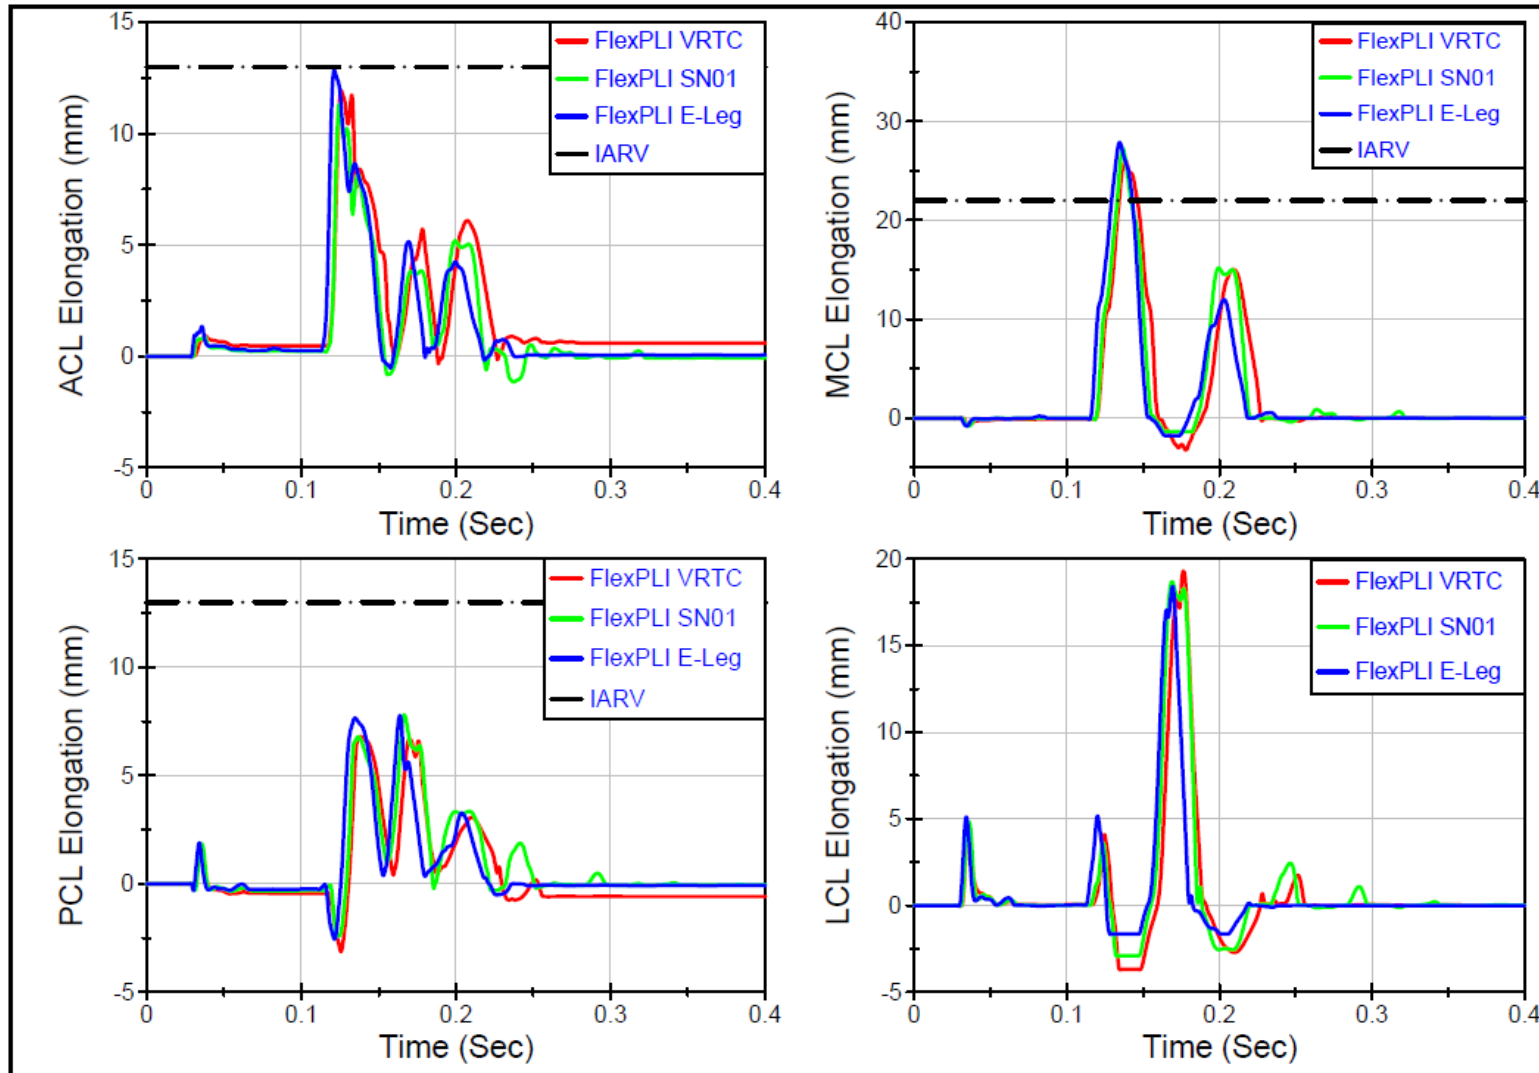 15
10
5
0
-5
ACL Elongation (mm)
FlexPLI VRTC
FlexPLI SN01
FlexPLI E-Leg
IARV
0 0.1 0.2 0.3 0.4
Time (Sec)
40
30
20
10
0
MCL Elongation (mm)
FlexPLI VRTC
FlexPLI SN01
FlexPLI E-Leg
IARV
0 0.1 0.2 0.3 0.4
Time (Sec)
15
10
5
0
-5
PCL Elongation (mm)
FlexPLI VRTC
FlexPLI SN01
FlexPLI E-Leg
IARV
0 0.1 0.2 0.3 0.4
Time (Sec)
20
15
10
5
0
-5
LCL Elongation (mm)
FlexPLI VRTC
FlexPLI SN01
FlexPLI E-Leg
0 0.1 0.2 0.3 0.4
Time (Sec)